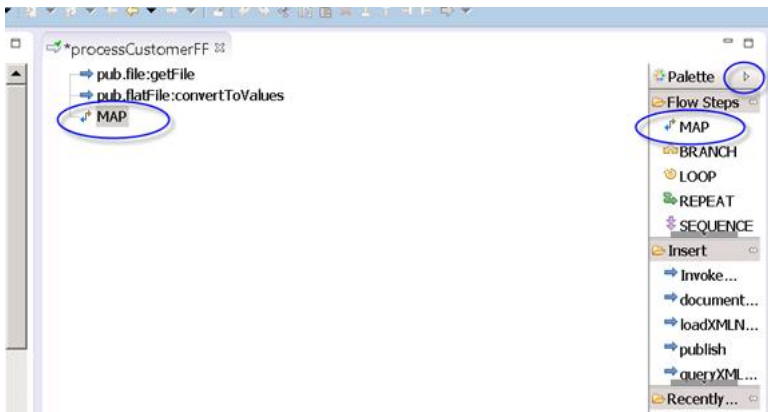 *processCustomerFF
pub.file:getFile
pub.flatFile:convertToValues
MAP
Palette
Flow Steps
MAP
BRANCH
LOOP
REPEAT
SEQUENCE
Insert
Invoke...
document...
loadXMLN...
publish
queryXML...
Recently...